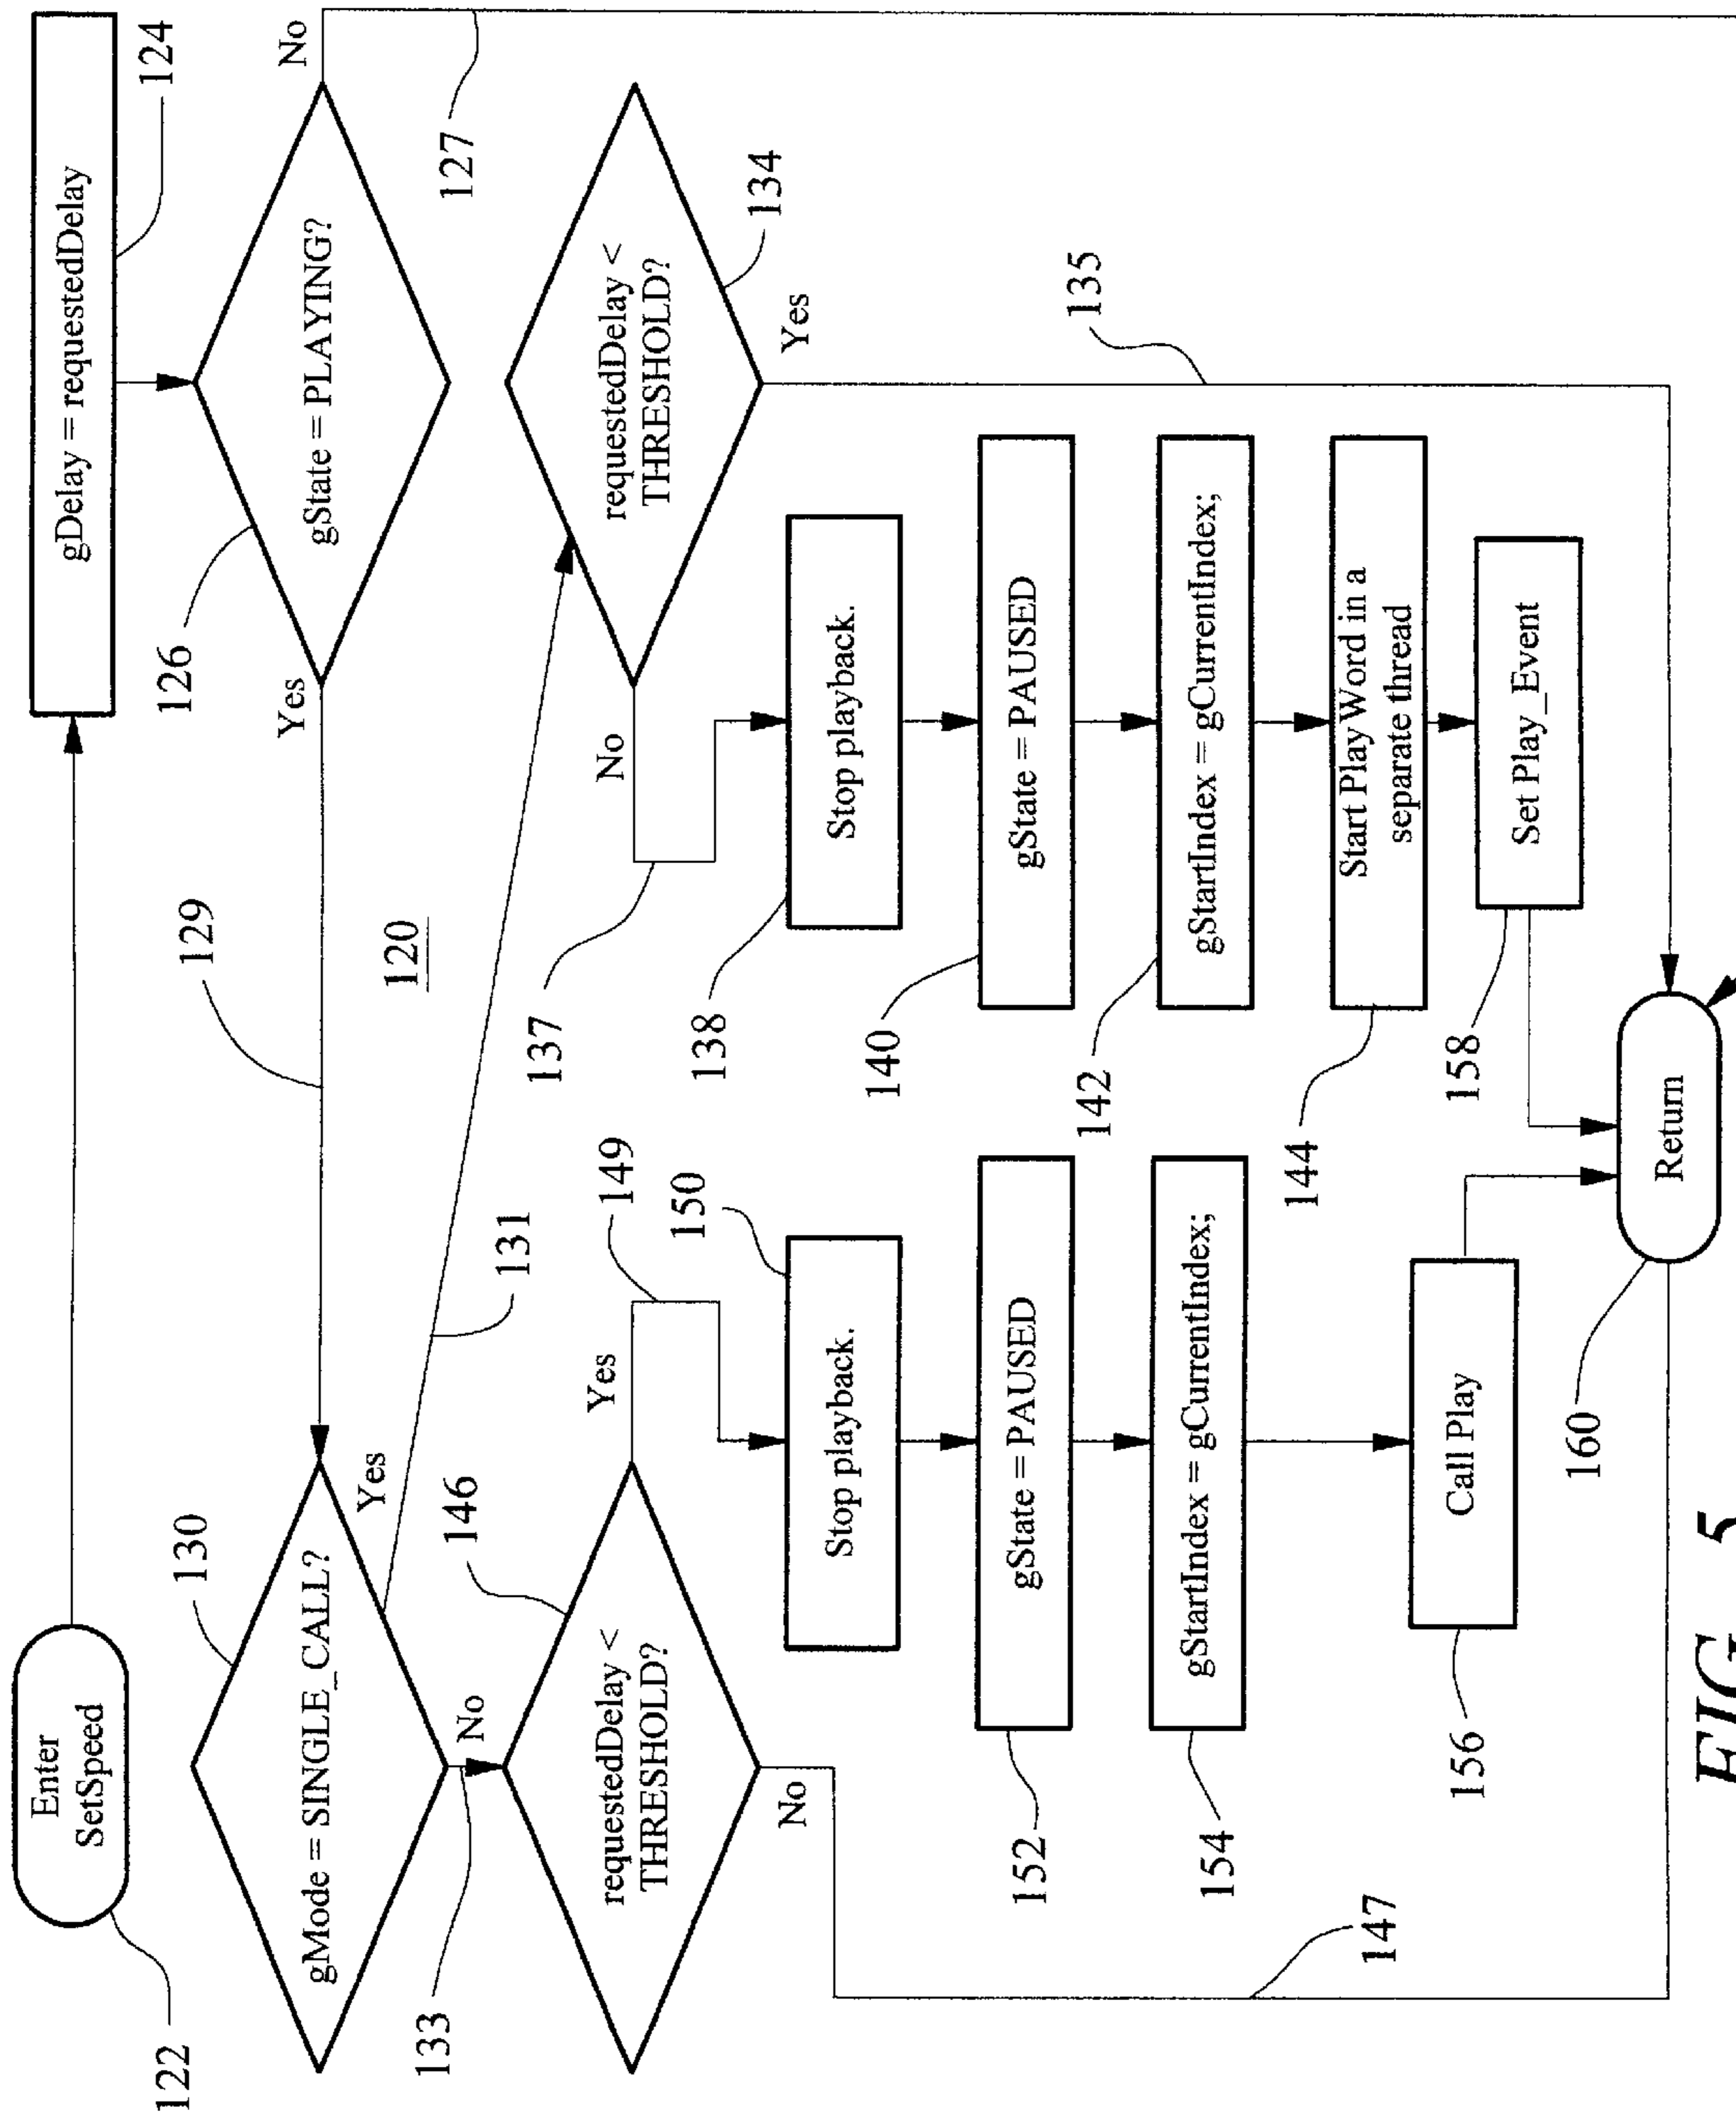 Enter
SetSpeed
122
gDelay = requestedDelay
124
gMode = SINGLE_CALL?
130
Yes
No
133
129
131
120
gState = PLAYING?
126
Yes
No
127
requestedDelay <
THRESHOLD?
146
Yes
149
No
147
requestedDelay <
THRESHOLD?
134
No
137
Yes
135
Stop playback.
150
Stop playback.
138
gState = PAUSED
152
gState = PAUSED
140
gStartIndex = gCurrentIndex;
154
gStartIndex = gCurrentIndex;
142
Start PlayWord in a
separate thread
144
Call Play
156
Set Play_Event
158
Return
160
FIG. 5